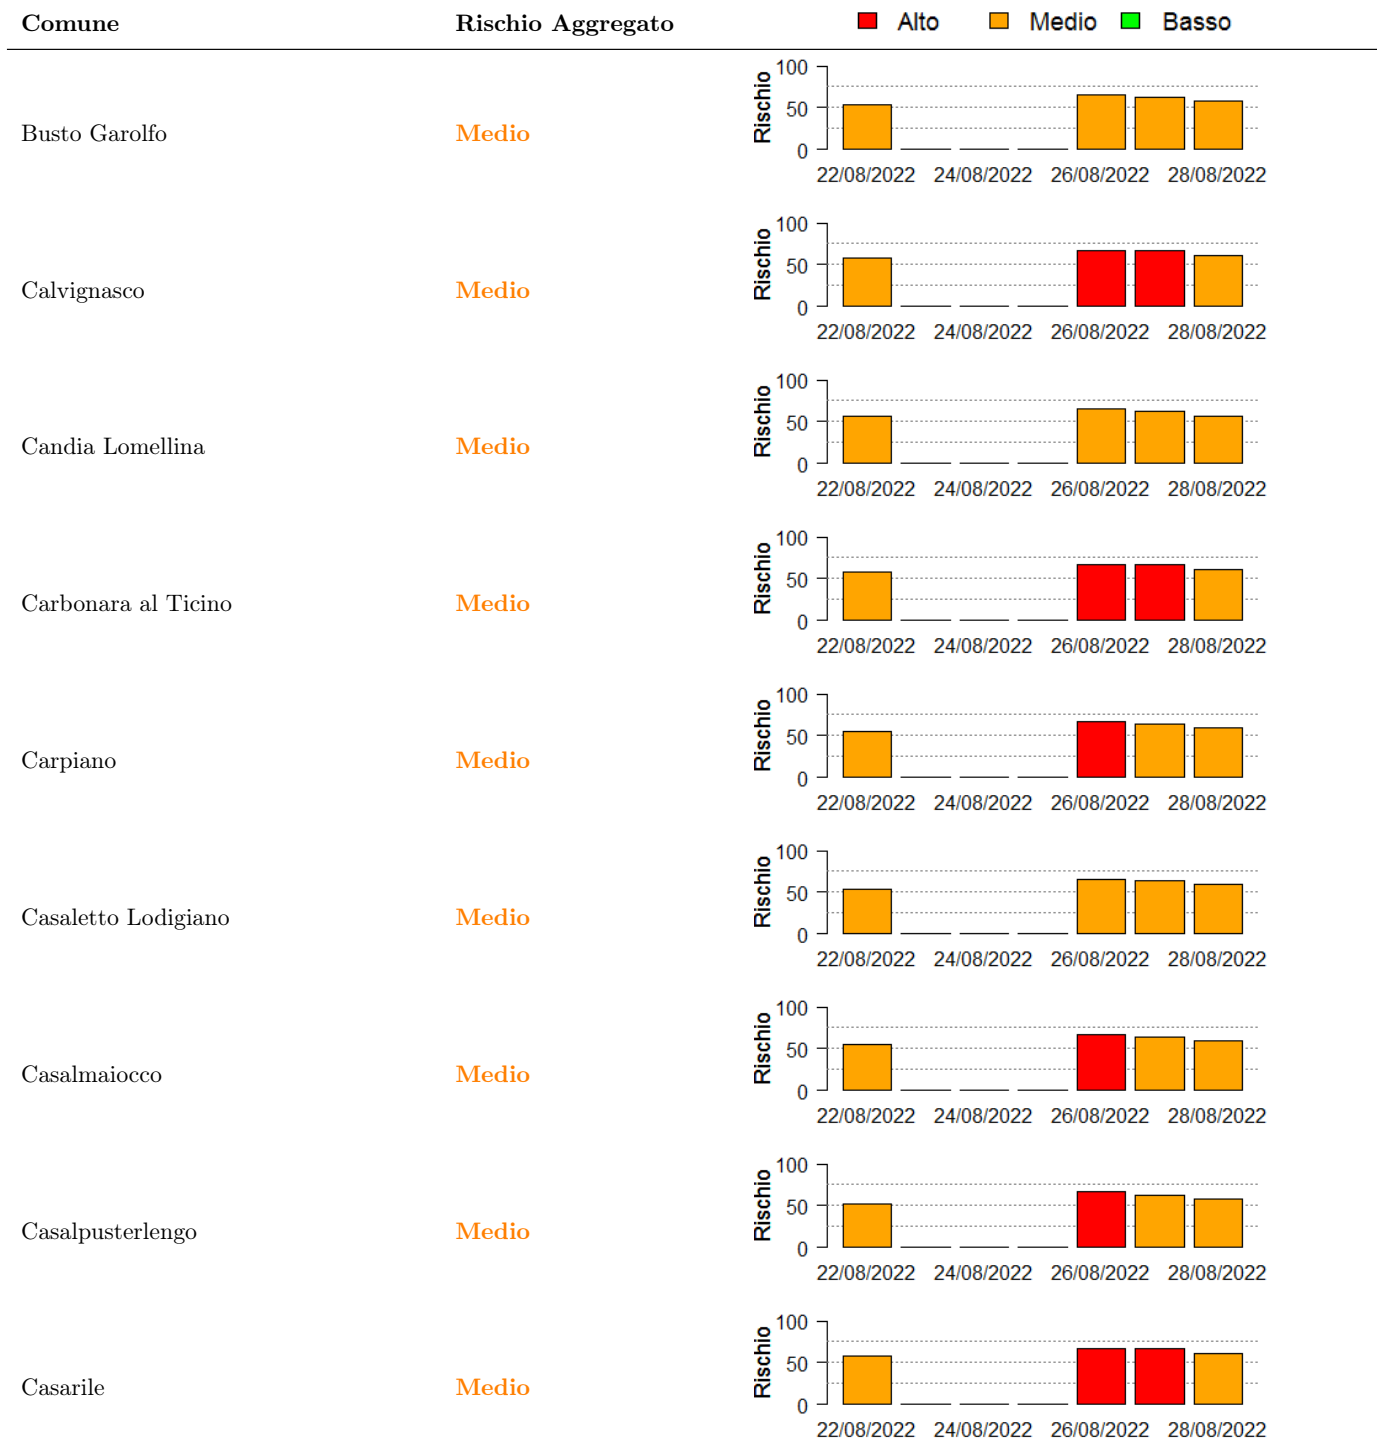 Comune Rischio Aggregato Alto Medio Basso
100
50
0
Rischio
Busto Garolfo Medio
22/08/2022 24/08/2022 26/08/2022 28/08/2022
100
50
0
Rischio
Calvignasco Medio
22/08/2022 24/08/2022 26/08/2022 28/08/2022
100
50
0
Rischio
Candia Lomellina Medio
22/08/2022 24/08/2022 26/08/2022 28/08/2022
100
50
0
Rischio
Carbonara al Ticino Medio
22/08/2022 24/08/2022 26/08/2022 28/08/2022
100
50
0
Rischio
Carpiano Medio
22/08/2022 24/08/2022 26/08/2022 28/08/2022
100
50
0
Rischio
Casaletto Lodigiano Medio
22/08/2022 24/08/2022 26/08/2022 28/08/2022
100
50
0
Rischio
Casalmaiocco Medio
22/08/2022 24/08/2022 26/08/2022 28/08/2022
100
50
0
Rischio
Casalpusterlengo Medio
22/08/2022 24/08/2022 26/08/2022 28/08/2022
100
50
0
Rischio
Casarile Medio
22/08/2022 24/08/2022 26/08/2022 28/08/2022